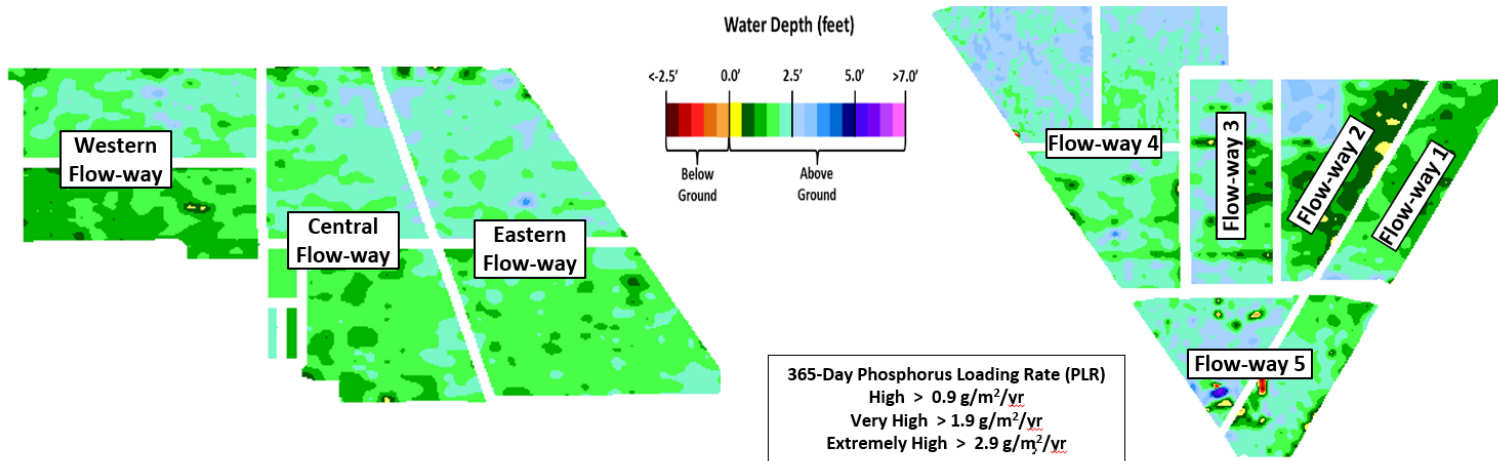 Water Depth (feet)
<-2.5' 0.0' 2.5' 5.0' >7.0'
Below
Ground
Above
Ground
Western
Flow-way
Central
Flow-way
Eastern
Flow-way
Flow-way 4
Flow-way 3
Flow-way 2
Flow-way 1
Flow-way 5
365-Day Phosphorus Loading Rate (PLR)
High > 0.9 g/m²/yr
Very High > 1.9 g/m²/yr
Extremely High > 2.9 g/m²/yr